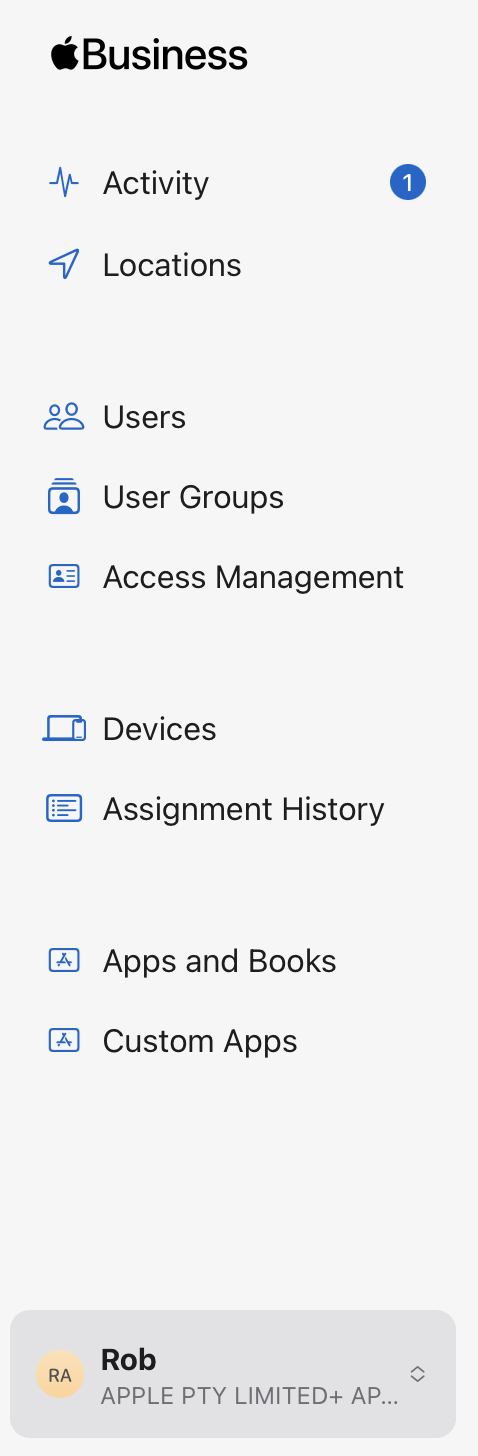 Business
Activity
1
Locations
Users
User Groups
Access Management
Devices
Assignment History
Apps and Books
Custom Apps
RA
Rob
APPLE PTY LIMITED+ AP...